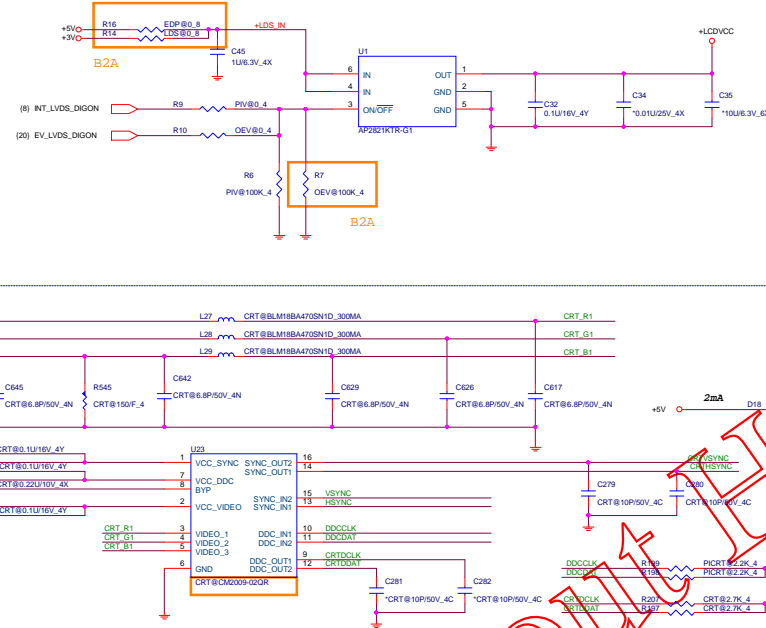 +5V R16 EDP@0_8 +LDS_IN
+3V R14 LDS@0_8
B2A
C45
1U/6.3V_4X
+LCDVCC
U1
6 IN OUT 1
4 IN GND 2
3 ON/OFF GND 5
AP2821KTR-G1
C32
0.1U/16V_4Y
C34
*0.01U/25V_4X
C35
(8) INT_LVDS_DIGON R9 PIV@0_4
(20) EV_LVDS_DIGON R10 OEV@0_4
R6
PIV@100K_4
R7
OEV@100K_4
B2A
L27 CRT@BLM18BA470SN1D_300MA CRT_R1
L28 CRT@BLM18BA470SN1D_300MA CRT_G1
L29 CRT@BLM18BA470SN1D_300MA CRT_B1
C645
CRT@6.8P/50V_4N
R545
CRT@150/F_4
C642
CRT@6.8P/50V_4N
C629
CRT@6.8P/50V_4N
C626
CRT@6.8P/50V_4N
C617
CRT@6.8P/50V_4N
2mA
+5V D18
CRT@0.1U/16V_4Y
CRT@0.1U/16V_4Y
CRT@0.22U/10V_4X
CRT@0.1U/16V_4Y
U23
1 VCC_SYNC SYNC_OUT2 16
SYNC_OUT1 14
7 VCC_DDC
8 BYP
SYNC_IN2 15 VSYNC
2 VCC_VIDEO SYNC_IN1 13 HSYNC
CRT_R1 3 VIDEO_1 DDC_IN1 10 DDCCLK
CRT_G1 4 VIDEO_2 DDC_IN2 11 DDCDAT
CRT_B1 5 VIDEO_3
DDC_OUT1 9 CRTDCLK
6 GND DDC_OUT2 12 CRTDDAT
CRT@CM2009-02QR
C281
*CRT@10P/50V_4C
C282
*CRT@10P/50V_4C
CRTVSYNC
CRTHSYNC
C279
CRT@10P/50V_4C
C280
CRT@10P/50V_4C
DDCCLK R199 PICRT@2.2K_4
DDCDAT R198 PICRT@2.2K_4
CRTDCLK R207 CRT@2.7K_4
CRTDDAT R197 CRT@2.7K_4